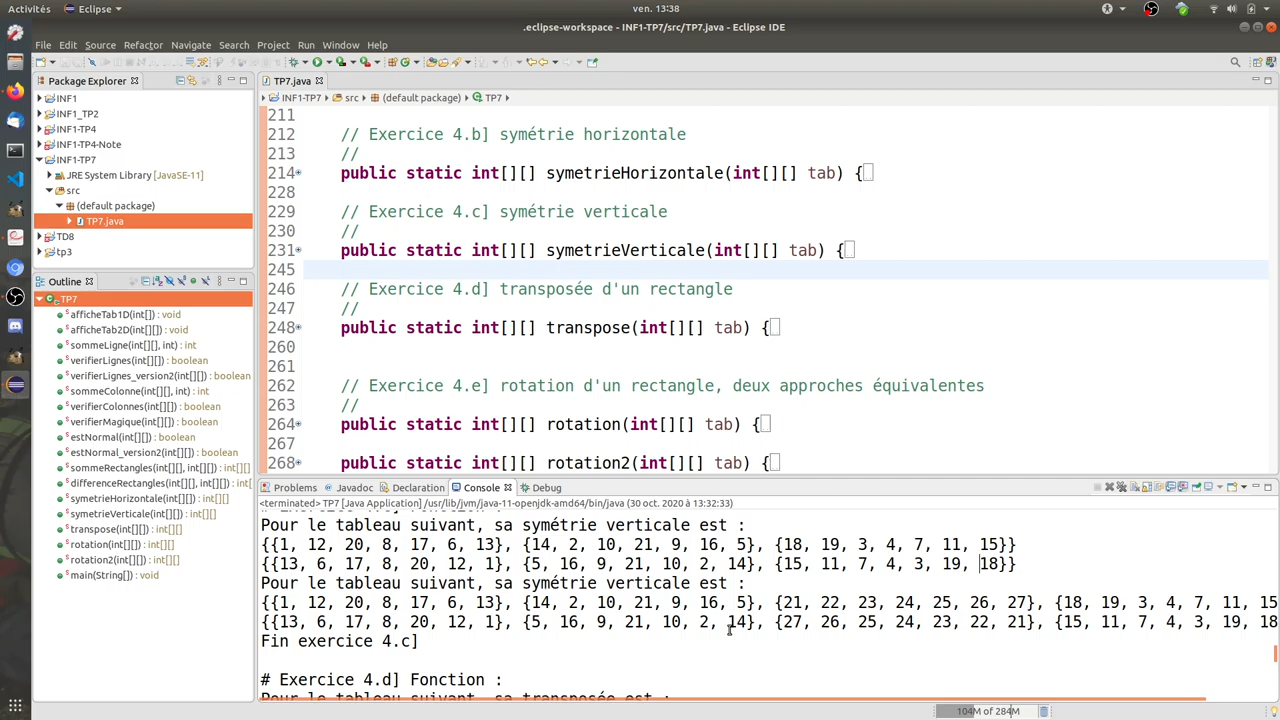 Activités
Eclipse
ven. 13:38
.eclipse-workspace - INF1-TP7/src/TP7.java - Eclipse IDE
File Edit Source Refactor Navigate Search Project Run Window Help
Package Explorer
INF1
INF1_TP2
INF1-TP4
INF1-TP4-Note
INF1-TP7
JRE System Library [JavaSE-11]
src
(default package)
TP7.java
TD8
tp3
Outline
TP7
afficheTab1D(int[]) : void
afficheTab2D(int[][]) : void
sommeLigne(int[][], int) : int
verifierLignes(int[][]) : boolean
verifierLignes_version2(int[][]) : boolean
sommeColonne(int[][], int) : int
verifierColonnes(int[][]) : boolean
verifierMagique(int[][]) : boolean
estNormal(int[][]) : boolean
estNormal_version2(int[][]) : boolean
sommeRectangles(int[][], int[][]) : int[][]
differenceRectangles(int[][], int[][]) : int[][]
symetrieHorizontale(int[][]) : int[][]
symetrieVerticale(int[][]) : int[][]
transpose(int[][]) : int[][]
rotation(int[][]) : int[][]
rotation2(int[][]) : int[][]
main(String[]) : void
TP7.java
INF1-TP7 src (default package) TP7
211
212 // Exercice 4.b] symétrie horizontale
213 //
214 public static int[][] symetrieHorizontale(int[][] tab) {
228
229 // Exercice 4.c] symétrie verticale
230 //
231 public static int[][] symetrieVerticale(int[][] tab) {
245
246 // Exercice 4.d] transposée d'un rectangle
247 //
248 public static int[][] transpose(int[][] tab) {
260
261
262 // Exercice 4.e] rotation d'un rectangle, deux approches équivalentes
263 //
264 public static int[][] rotation(int[][] tab) {
267
268 public static int[][] rotation2(int[][] tab) {
Problems Javadoc Declaration Console Debug
<terminated> TP7 [Java Application] /usr/lib/jvm/java-11-openjdk-amd64/bin/java (30 oct. 2020 à 13:32:33)
Pour le tableau suivant, sa symétrie verticale est :
{{1, 12, 20, 8, 17, 6, 13}, {14, 2, 10, 21, 9, 16, 5}, {18, 19, 3, 4, 7, 11, 15}}
{{13, 6, 17, 8, 20, 12, 1}, {5, 16, 9, 21, 10, 2, 14}, {15, 11, 7, 4, 3, 19, 18}}
Pour le tableau suivant, sa symétrie verticale est :
{{1, 12, 20, 8, 17, 6, 13}, {14, 2, 10, 21, 9, 16, 5}, {21, 22, 23, 24, 25, 26, 27}, {18, 19, 3, 4, 7, 11, 15
{{13, 6, 17, 8, 20, 12, 1}, {5, 16, 9, 21, 10, 2, 14}, {27, 26, 25, 24, 23, 22, 21}, {15, 11, 7, 4, 3, 19, 18
Fin exercice 4.c]
# Exercice 4.d] Fonction :
Pour le tableau suivant, sa transposée est :
104M of 284M